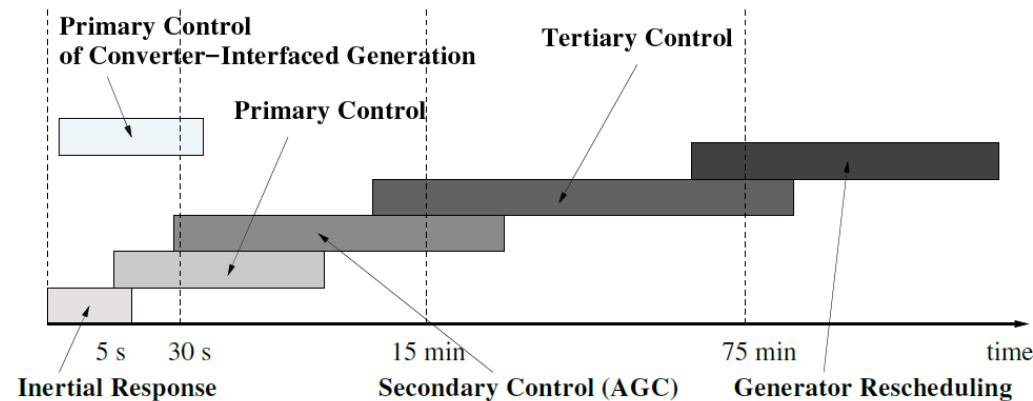 Primary Control
of Converter−Interfaced Generation
Tertiary Control
Primary Control
5 s
30 s
15 min
75 min
time
Inertial Response
Secondary Control (AGC)
Generator Rescheduling